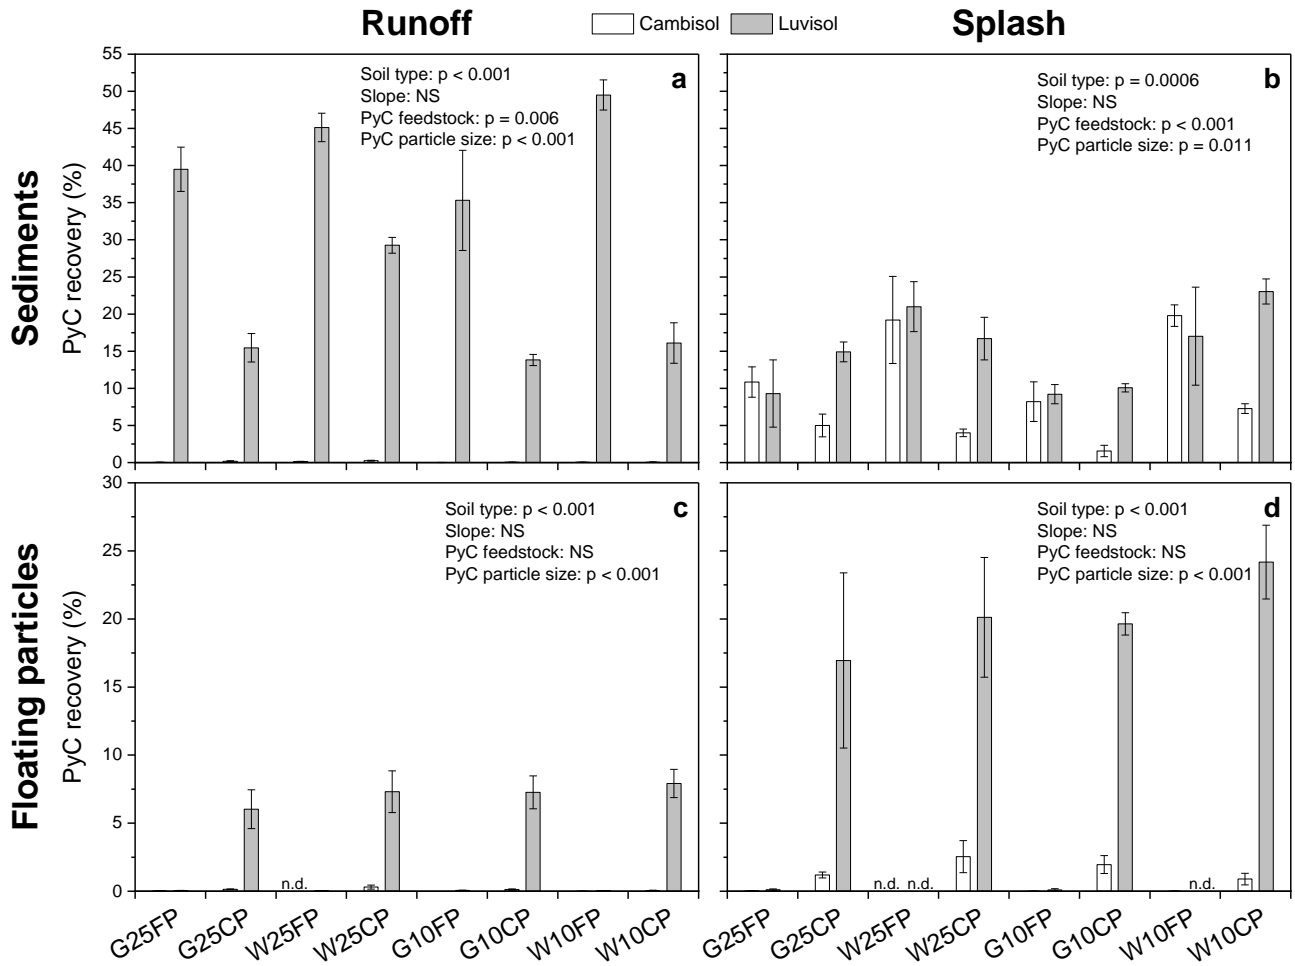 Runoff
Cambisol
Luvisol
Splash
Sediments
PyC recovery (%)
55
50
45
40
35
30
25
20
15
10
5
0
Soil type: p < 0.001
Slope: NS
PyC feedstock: p = 0.006
PyC particle size: p < 0.001
a
Soil type: p = 0.0006
Slope: NS
PyC feedstock: p < 0.001
PyC particle size: p = 0.011
b
Floating particles
PyC recovery (%)
30
25
20
15
10
5
0
Soil type: p < 0.001
Slope: NS
PyC feedstock: NS
PyC particle size: p < 0.001
c
n.d.
Soil type: p < 0.001
Slope: NS
PyC feedstock: NS
PyC particle size: p < 0.001
d
n.d. n.d.
n.d.
G25FP G25CP W25FP W25CP G10FP G10CP W10FP W10CP
G25FP G25CP W25FP W25CP G10FP G10CP W10FP W10CP